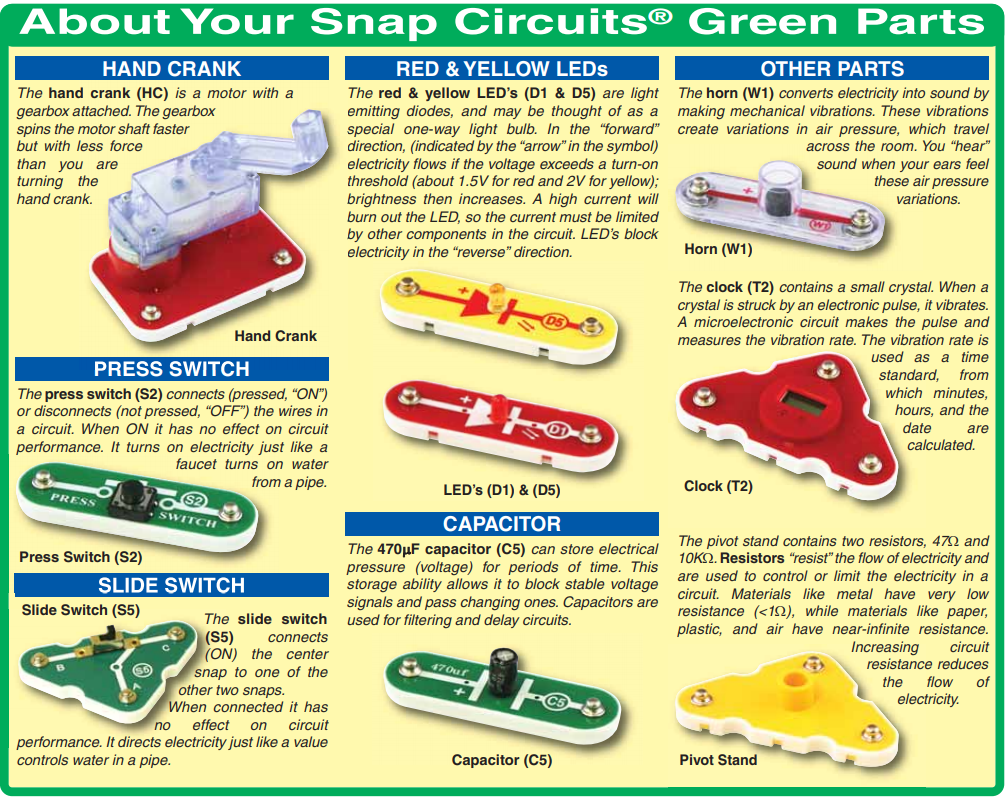 About Your Snap Circuits® Green Parts
HAND CRANK
The hand crank (HC) is a motor with a
gearbox attached. The gearbox
spins the motor shaft faster
but with less force
than you are
turning the
hand crank.
Hand Crank
PRESS SWITCH
The press switch (S2) connects (pressed, “ON”)
or disconnects (not pressed, “OFF”) the wires in
a circuit. When ON it has no effect on circuit
performance. It turns on electricity just like a
faucet turns on water
from a pipe.
PRESS
S2
SWITCH
Press Switch (S2)
SLIDE SWITCH
Slide Switch (S5)
The slide switch
(S5) connects
(ON) the center
snap to one of the
other two snaps.
When connected it has
no effect on circuit
performance. It directs electricity just like a value
controls water in a pipe.
B
C
S5
A
RED & YELLOW LEDs
The red & yellow LED’s (D1 & D5) are light
emitting diodes, and may be thought of as a
special one-way light bulb. In the “forward”
direction, (indicated by the “arrow” in the symbol)
electricity flows if the voltage exceeds a turn-on
threshold (about 1.5V for red and 2V for yellow);
brightness then increases. A high current will
burn out the LED, so the current must be limited
by other components in the circuit. LED’s block
electricity in the “reverse” direction.
+
D5
+
D1
LED’s (D1) & (D5)
CAPACITOR
The 470µF capacitor (C5) can store electrical
pressure (voltage) for periods of time. This
storage ability allows it to block stable voltage
signals and pass changing ones. Capacitors are
used for filtering and delay circuits.
470uf
+
C5
Capacitor (C5)
OTHER PARTS
The horn (W1) converts electricity into sound by
making mechanical vibrations. These vibrations
create variations in air pressure, which travel
across the room. You “hear”
sound when your ears feel
these air pressure
variations.
+
W1
Horn (W1)
The clock (T2) contains a small crystal. When a
crystal is struck by an electronic pulse, it vibrates.
A microelectronic circuit makes the pulse and
measures the vibration rate. The vibration rate is
used as a time
standard, from
which minutes,
hours, and the
date are
calculated.
+
Clock (T2)
The pivot stand contains two resistors, 47Ω and
10KΩ. Resistors “resist” the flow of electricity and
are used to control or limit the electricity in a
circuit. Materials like metal have very low
resistance (<1Ω), while materials like paper,
plastic, and air have near-infinite resistance.
Increasing circuit
resistance reduces
the flow of
electricity.
Pivot Stand